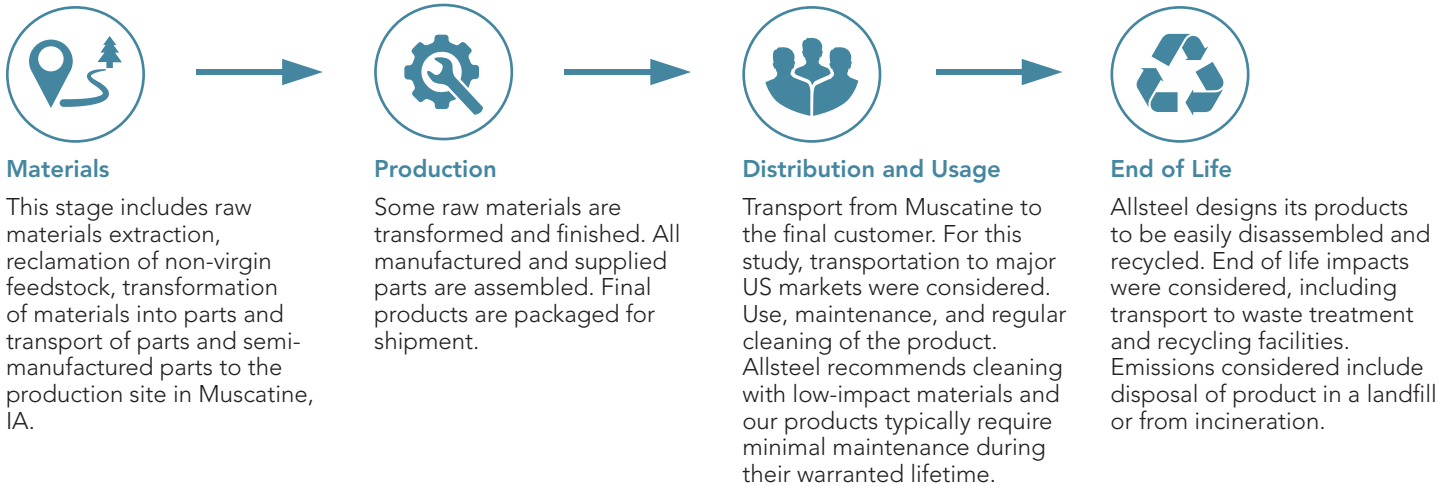 Materials
This stage includes raw
materials extraction,
reclamation of non-virgin
feedstock, transformation
of materials into parts and
transport of parts and semi-
manufactured parts to the
production site in Muscatine,
IA.
Production
Some raw materials are
transformed and finished. All
manufactured and supplied
parts are assembled. Final
products are packaged for
shipment.
Distribution and Usage
Transport from Muscatine to
the final customer. For this
study, transportation to major
US markets were considered.
Use, maintenance, and regular
cleaning of the product.
Allsteel recommends cleaning
with low-impact materials and
our products typically require
minimal maintenance during
their warranted lifetime.
End of Life
Allsteel designs its products
to be easily disassembled and
recycled. End of life impacts
were considered, including
transport to waste treatment
and recycling facilities.
Emissions considered include
disposal of product in a landfill
or from incineration.